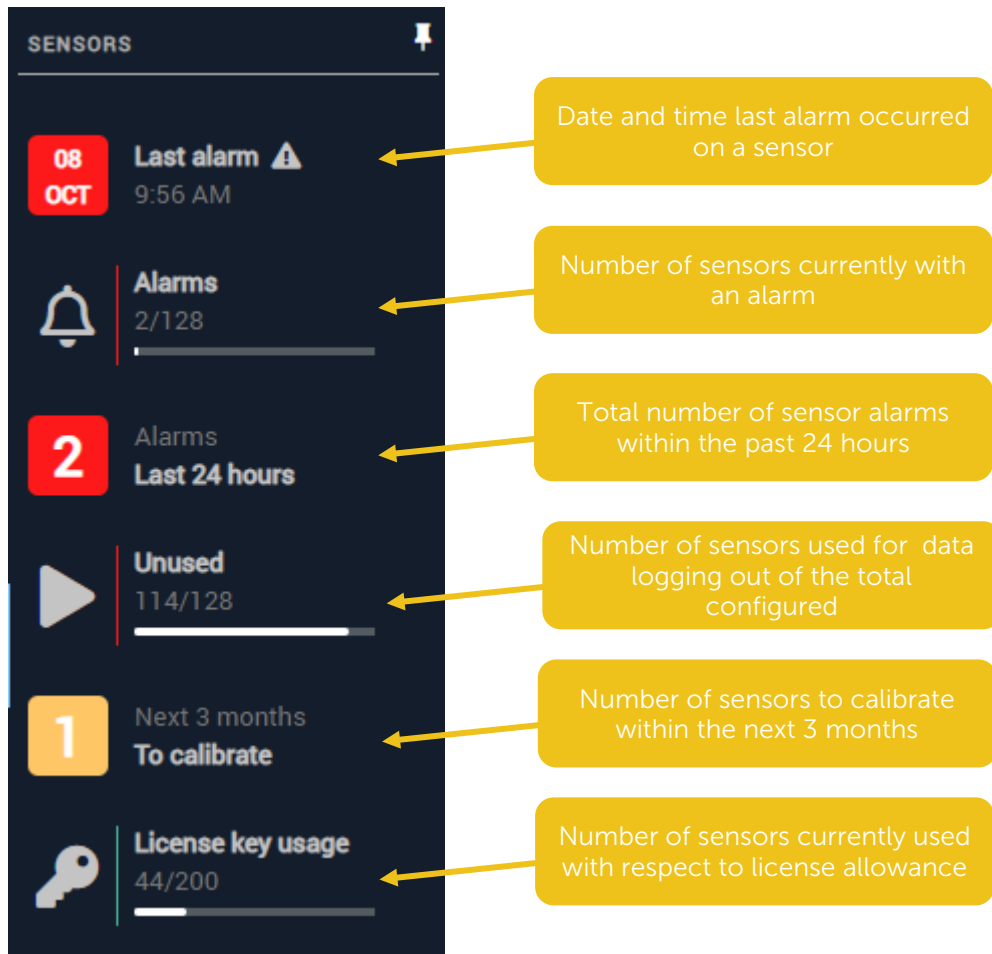 SENSORS
08
OCT
Last alarm
9:56 AM
Date and time last alarm occurred
on a sensor
Alarms
2/128
Number of sensors currently with
an alarm
2
Alarms
Last 24 hours
Total number of sensor alarms
within the past 24 hours
Unused
114/128
Number of sensors used for data
logging out of the total
configured
1
Next 3 months
To calibrate
Number of sensors to calibrate
within the next 3 months
License key usage
44/200
Number of sensors currently used
with respect to license allowance